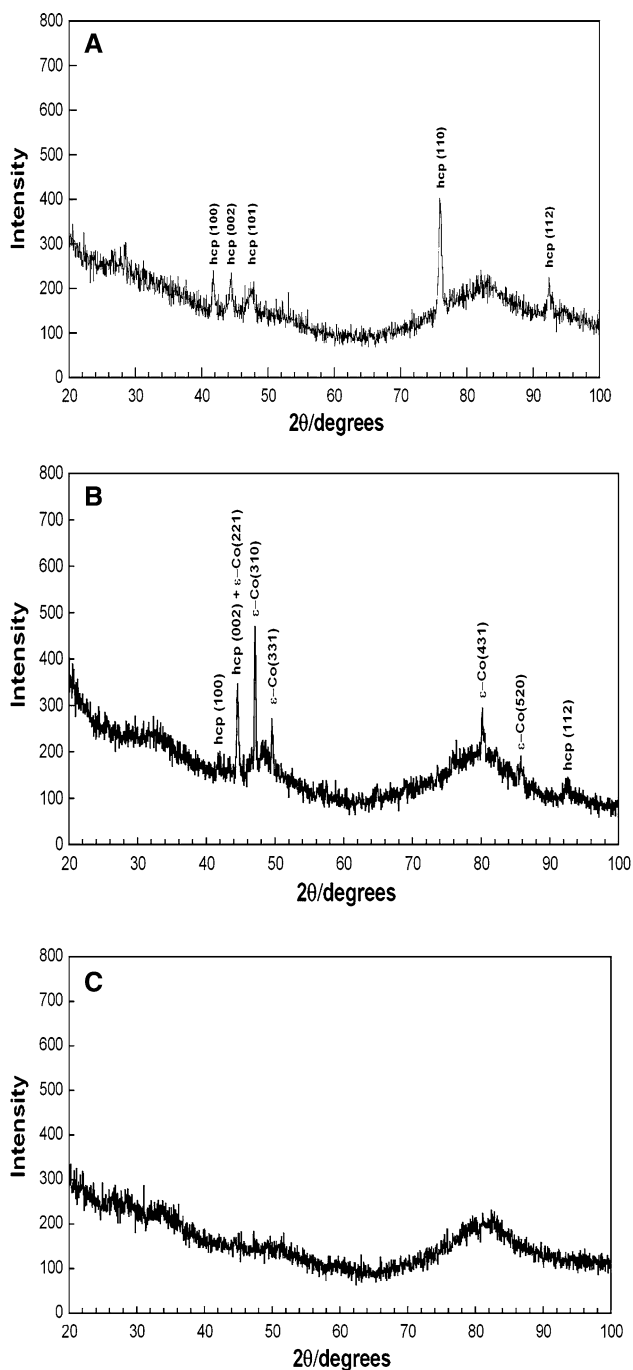 A
800
700
600
500
400
300
200
100
0
Intensity
hcp (100)
hcp (002)
hcp (101)
hcp (110)
hcp (112)
20 30 40 50 60 70 80 90 100
2θ/degrees
B
800
700
600
500
400
300
200
100
0
Intensity
hcp (100)
hcp (002) + ε–Co(221)
ε–Co(310)
ε–Co(331)
ε–Co(431)
ε–Co(520)
hcp (112)
20 30 40 50 60 70 80 90 100
2θ/degrees
C
800
700
600
500
400
300
200
100
0
Intensity
20 30 40 50 60 70 80 90 100
2θ/degrees